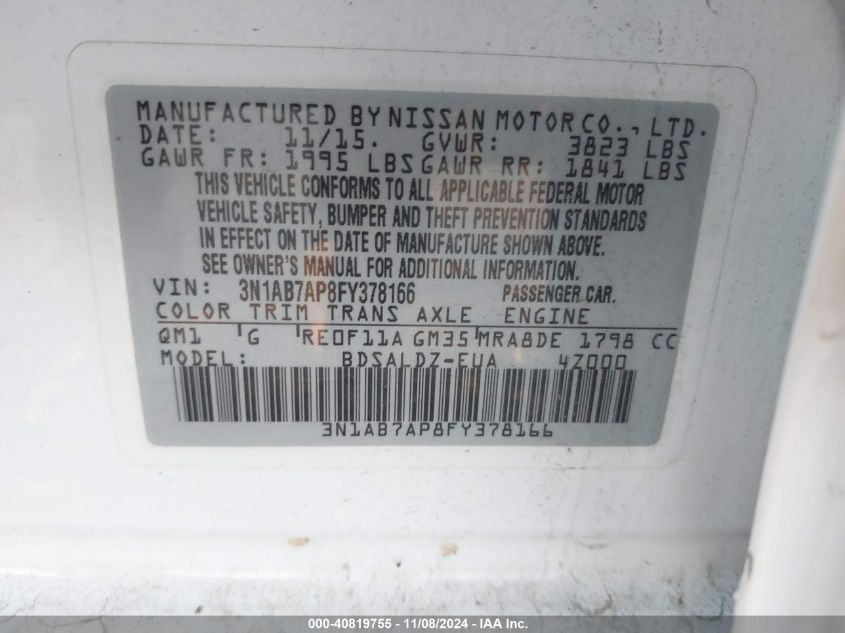 MANUFACTURED BY NISSAN MOTOR CO., LTD.
DATE: 11/15. GVWR: 3823 LBS
GAWR FR: 1995 LBS GAWR RR: 1841 LBS
THIS VEHICLE CONFORMS TO ALL APPLICABLE FEDERAL MOTOR
VEHICLE SAFETY, BUMPER AND THEFT PREVENTION STANDARDS
IN EFFECT ON THE DATE OF MANUFACTURE SHOWN ABOVE.
SEE OWNER'S MANUAL FOR ADDITIONAL INFORMATION.
VIN: 3N1AB7AP8FY378166 PASSENGER CAR.
COLOR TRIM TRANS AXLE ENGINE
QM1 G RE0F11A GM35 MRA8DE 1798 CC
MODEL: BDSALDZ-EUA 4Z000
3N1AB7AP8FY378166
000-40819755 - 11/08/2024 - IAA Inc.